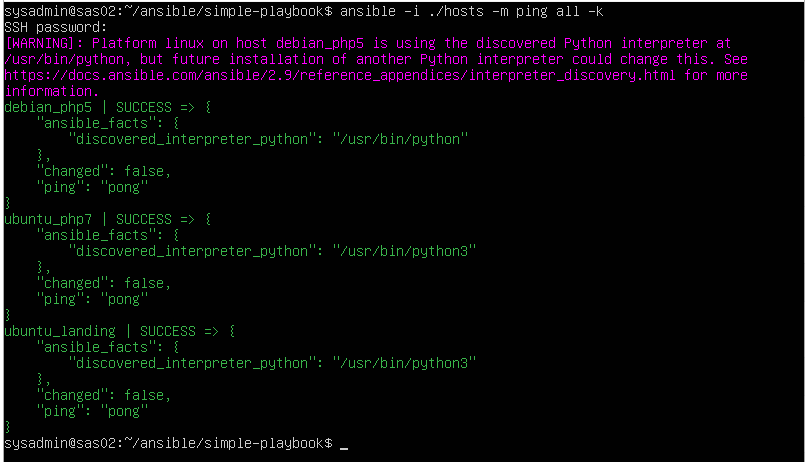 sysadmin@sas02:~/ansible/simple-playbook$ ansible -i ./hosts -m ping all -k
SSH password:
[WARNING]: Platform linux on host debian_php5 is using the discovered Python interpreter at
/usr/bin/python, but future installation of another Python interpreter could change this. See
https://docs.ansible.com/ansible/2.9/reference_appendices/interpreter_discovery.html for more
information.
debian_php5 | SUCCESS => {
    "ansible_facts": {
        "discovered_interpreter_python": "/usr/bin/python"
    },
    "changed": false,
    "ping": "pong"
}
ubuntu_php7 | SUCCESS => {
    "ansible_facts": {
        "discovered_interpreter_python": "/usr/bin/python3"
    },
    "changed": false,
    "ping": "pong"
}
ubuntu_landing | SUCCESS => {
    "ansible_facts": {
        "discovered_interpreter_python": "/usr/bin/python3"
    },
    "changed": false,
    "ping": "pong"
}
sysadmin@sas02:~/ansible/simple-playbook$ _